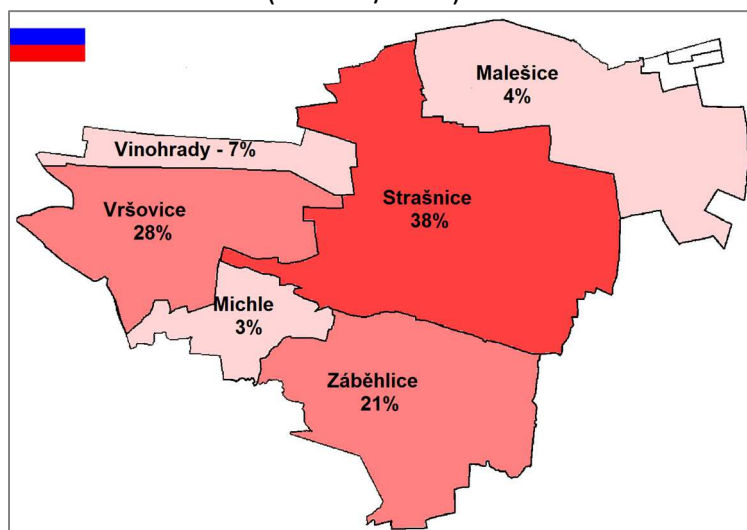 Malešice
4%
Vinohrady - 7%
Strašnice
38%
Vršovice
28%
Michle
3%
Záběhlice
21%